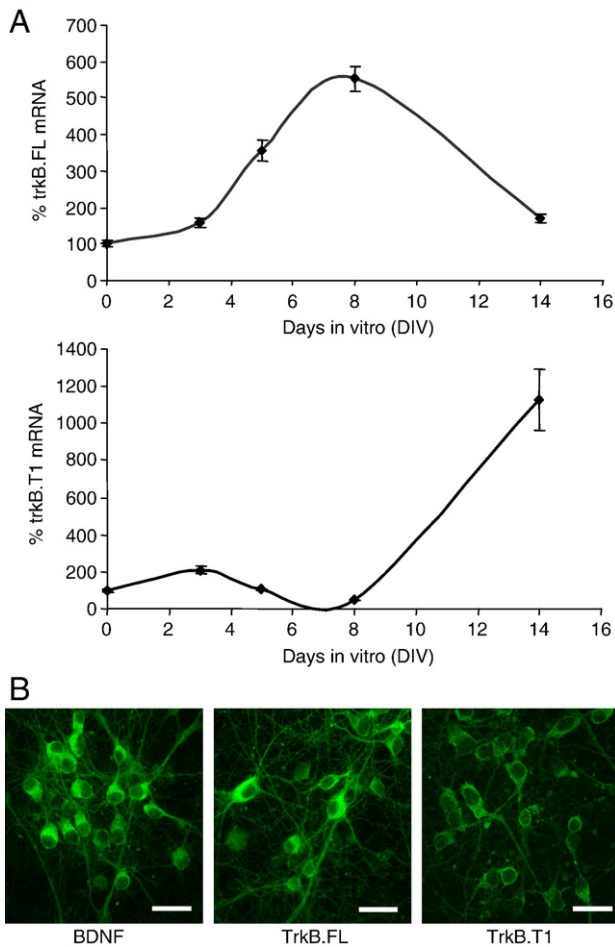 A
% trkB.FL mRNA
700
600
500
400
300
200
100
0
0 2 4 6 8 10 12 14 16
Days in vitro (DIV)
% trkB.T1 mRNA
1400
1200
1000
800
600
400
200
0
0 2 4 6 8 10 12 14 16
Days in vitro (DIV)
B
BDNF TrkB.FL TrkB.T1